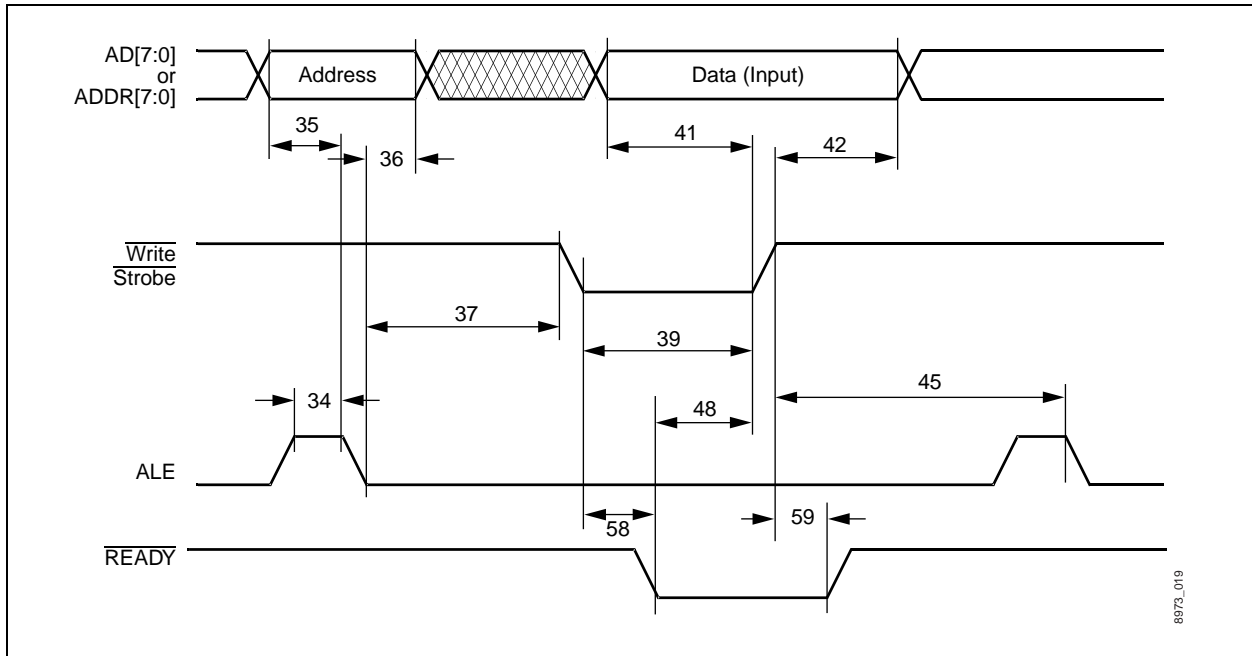 AD[7:0]
or
ADDR[7:0]
Address
Data (Input)
35
36
41
42
Write
Strobe
37
39
34
48
45
ALE
58
59
READY
8973_019